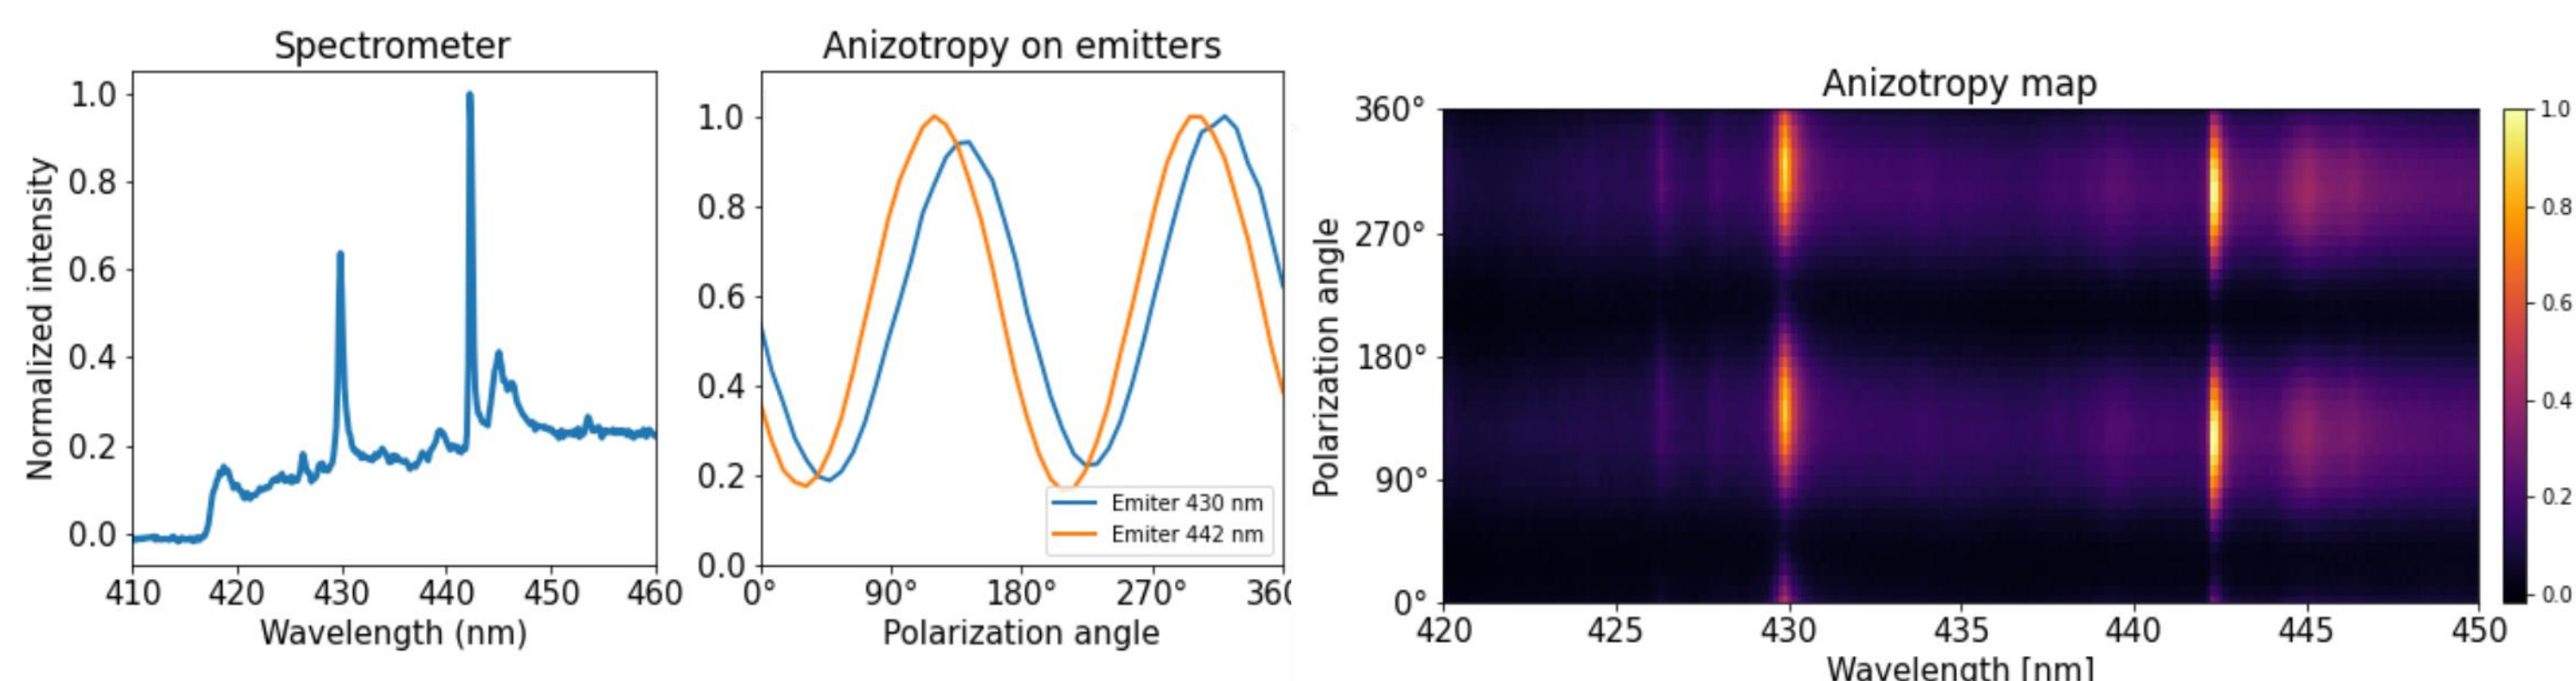 Spectrometer
Normalized intensity
1.0
0.8
0.6
0.4
0.2
0.0
410 420 430 440 450 460
Wavelength (nm)
Anizotropy on emitters
1.0
0.8
0.6
0.4
0.2
0.0
Emiter 430 nm
Emiter 442 nm
0° 90° 180° 270° 360
Polarization angle
Anizotropy map
Polarization angle
360°
270°
180°
90°
0°
420 425 430 435 440 445 450
Wavelength [nm]
1.0
0.8
0.6
0.4
0.2
0.0